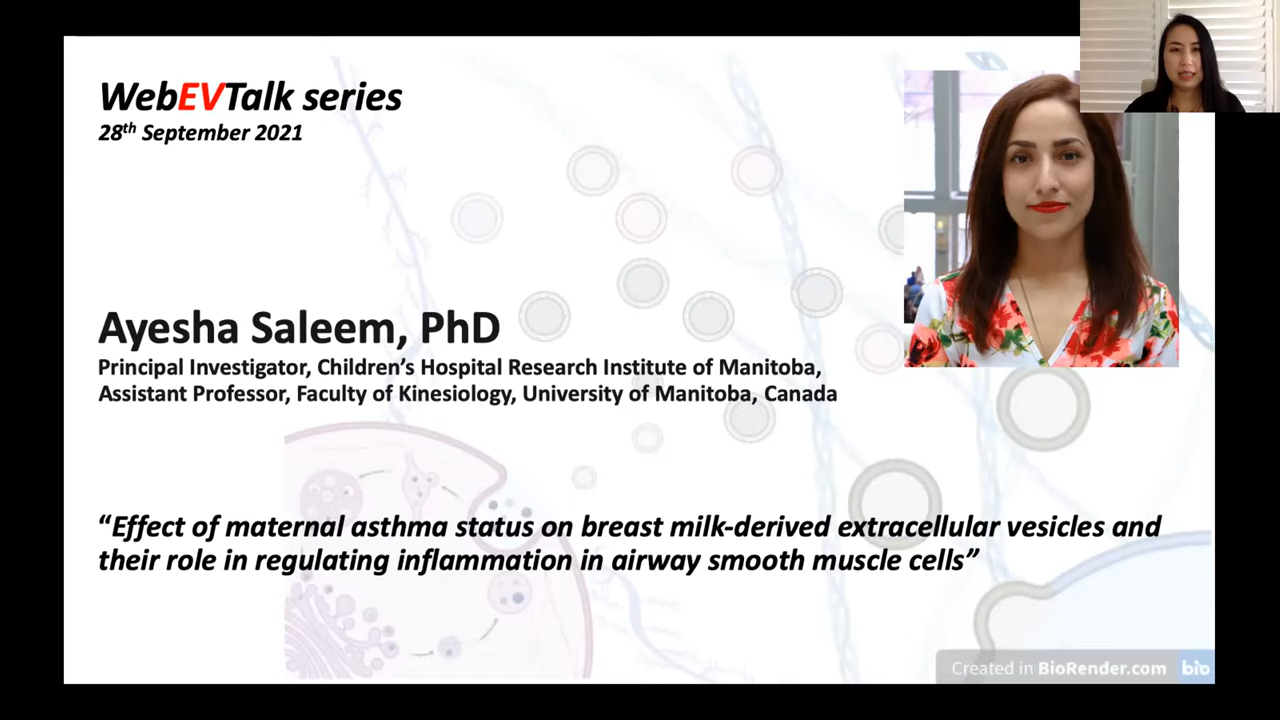 WebEVTalk series
28th September 2021
Ayesha Saleem, PhD
Principal Investigator, Children's Hospital Research Institute of Manitoba,
Assistant Professor, Faculty of Kinesiology, University of Manitoba, Canada
“Effect of maternal asthma status on breast milk-derived extracellular vesicles and
their role in regulating inflammation in airway smooth muscle cells”
Created in BioRender.com bio